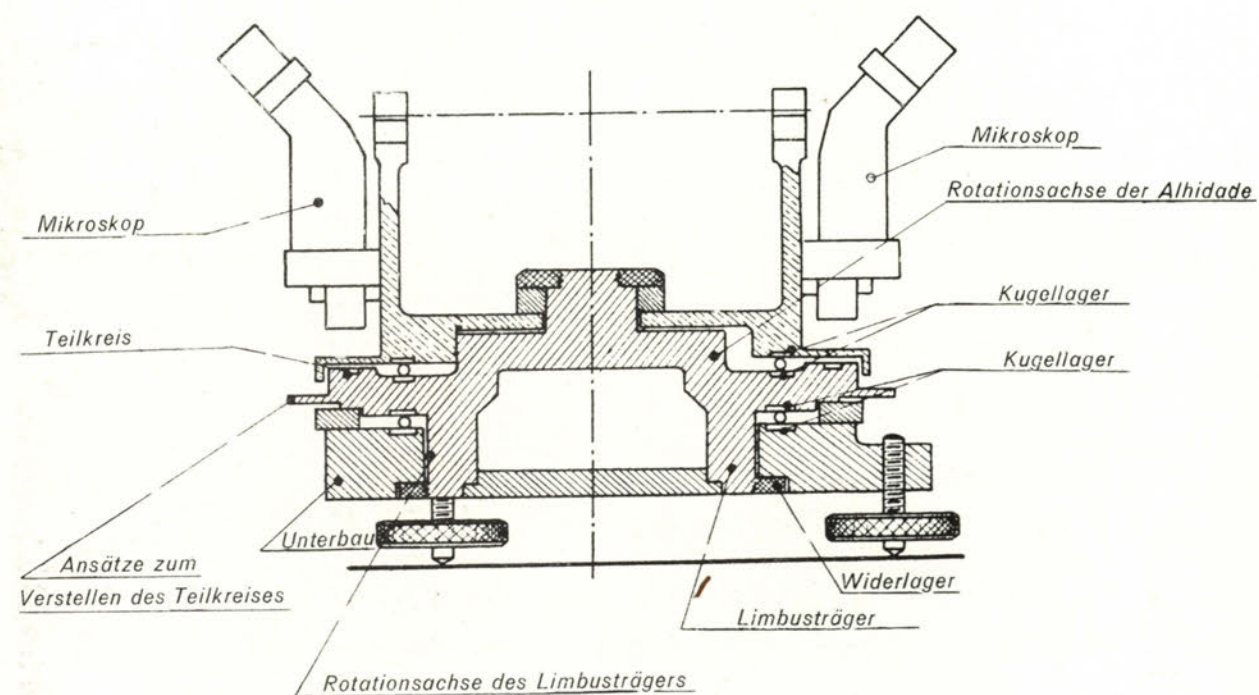 Mikroskop
Rotationsachse der Alhidade
Mikroskop
Kugellager
Teilkreis
Kugellager
Unterbau
Ansätze zum
Verstellen des Teilkreises
Widerlager
Limbusträger
Rotationsachse des Limbusträgers